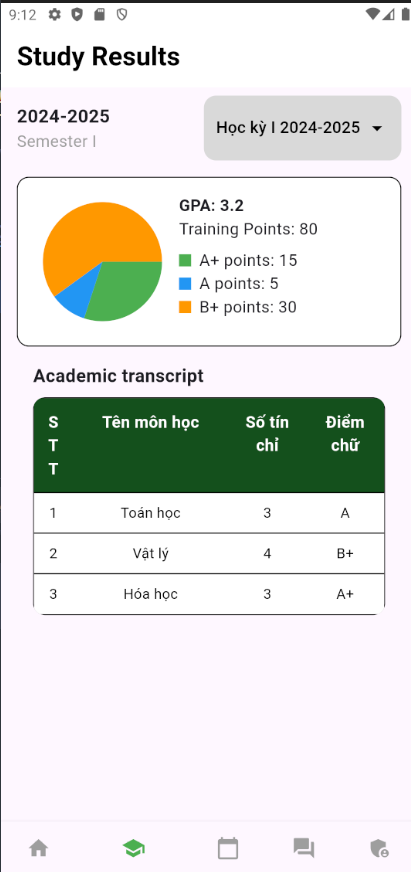 9:12
Study Results
2024-2025
Semester I
Học kỳ I 2024-2025
GPA: 3.2
Training Points: 80
A+ points: 15
A points: 5
B+ points: 30
Academic transcript
S
T
T
Tên môn học
Số tín
chỉ
Điểm
chữ
1 Toán học 3 A
2 Vật lý 4 B+
3 Hóa học 3 A+